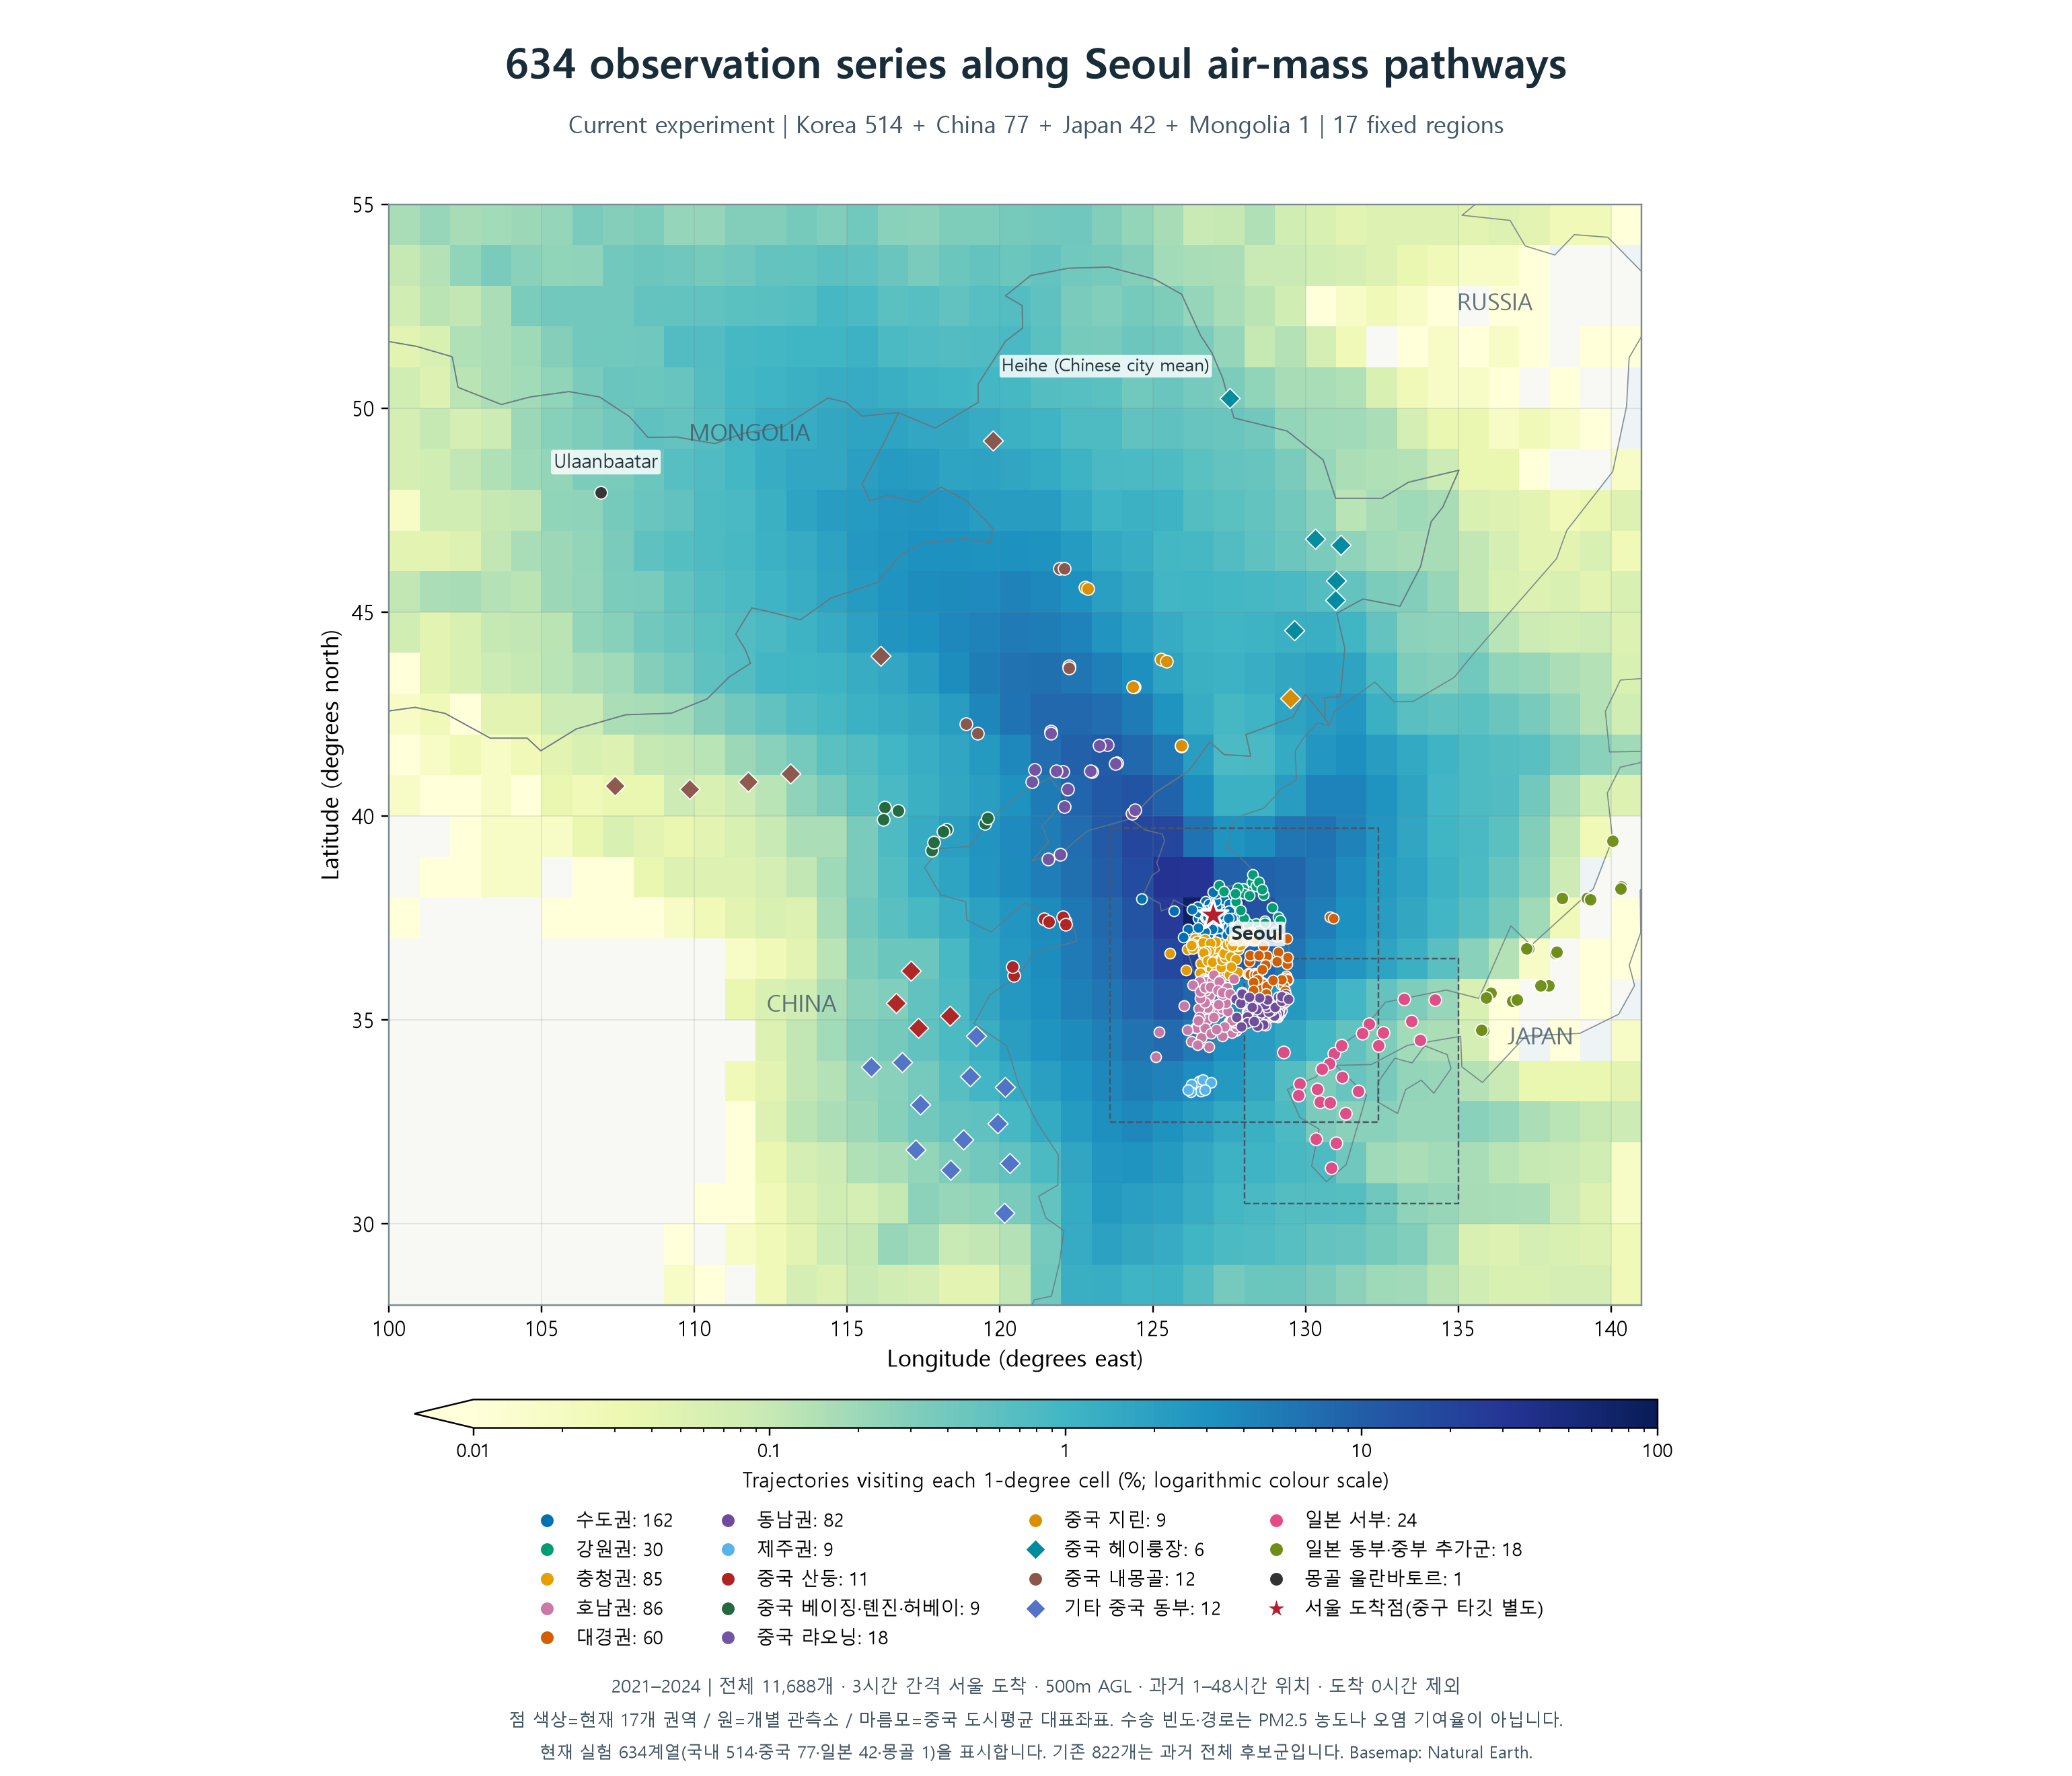 634 observation series along Seoul air-mass pathways
Current experiment | Korea 514 + China 77 + Japan 42 + Mongolia 1 | 17 fixed regions
55
50
45
40
35
30
Latitude (degrees north)
RUSSIA
Heihe (Chinese city mean)
MONGOLIA
Ulaanbaatar
Seoul
CHINA
JAPAN
100 105 110 115 120 125 130 135 140
Longitude (degrees east)
0.01 0.1 1 10 100
Trajectories visiting each 1-degree cell (%; logarithmic colour scale)
수도권: 162
강원권: 30
충청권: 85
호남권: 86
대경권: 60
동남권: 82
제주권: 9
중국 산둥: 11
중국 베이징·톈진·허베이: 9
중국 랴오닝: 18
중국 지린: 9
중국 헤이룽장: 6
중국 내몽골: 12
기타 중국 동부: 12
일본 서부: 24
일본 동부·중부 추가군: 18
몽골 울란바토르: 1
서울 도착점(중구 타깃 별도)
2021–2024 | 전체 11,688개 · 3시간 간격 서울 도착 · 500m AGL · 과거 1–48시간 위치 · 도착 0시간 제외
점 색상=현재 17개 권역 / 원=개별 관측소 / 마름모=중국 도시평균 대표좌표. 수송 빈도·경로는 PM2.5 농도나 오염 기여율이 아닙니다.
현재 실험 634계열(국내 514·중국 77·일본 42·몽골 1)을 표시합니다. 기존 822개는 과거 전체 후보군입니다. Basemap: Natural Earth.